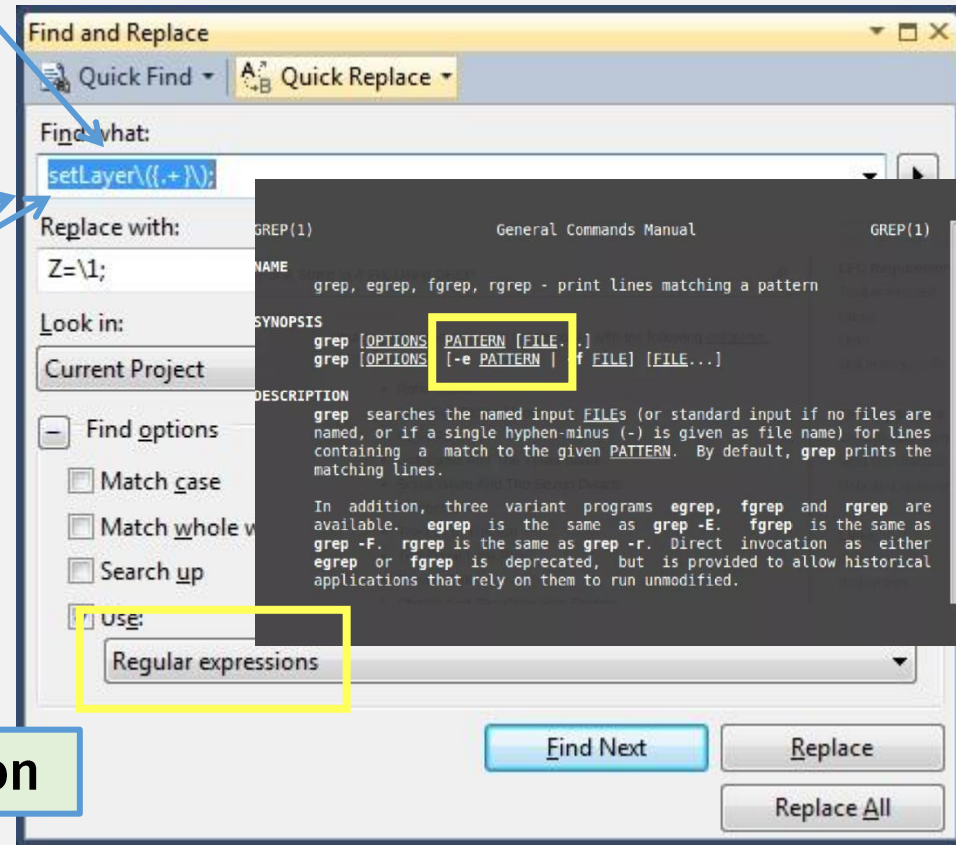 Find and Replace
Quick Find
Quick Replace
Find what:
setLayer\({.+}\);
Replace with:
Z=\1;
Look in:
Current Project
Find options
Match case
Match whole w
Search up
Use:
Regular expressions
Find Next
Replace
Replace All
on
GREP(1) General Commands Manual GREP(1)
NAME
grep, egrep, fgrep, rgrep - print lines matching a pattern
SYNOPSIS
grep [OPTIONS] PATTERN [FILE...]
grep [OPTIONS] [-e PATTERN | -f FILE] [FILE...]
DESCRIPTION
grep searches the named input FILEs (or standard input if no files are
named, or if a single hyphen-minus (-) is given as file name) for lines
containing a match to the given PATTERN. By default, grep prints the
matching lines.
In addition, three variant programs egrep, fgrep and rgrep are
available. egrep is the same as grep -E. fgrep is the same as
grep -F. rgrep is the same as grep -r. Direct invocation as either
egrep or fgrep is deprecated, but is provided to allow historical
applications that rely on them to run unmodified.